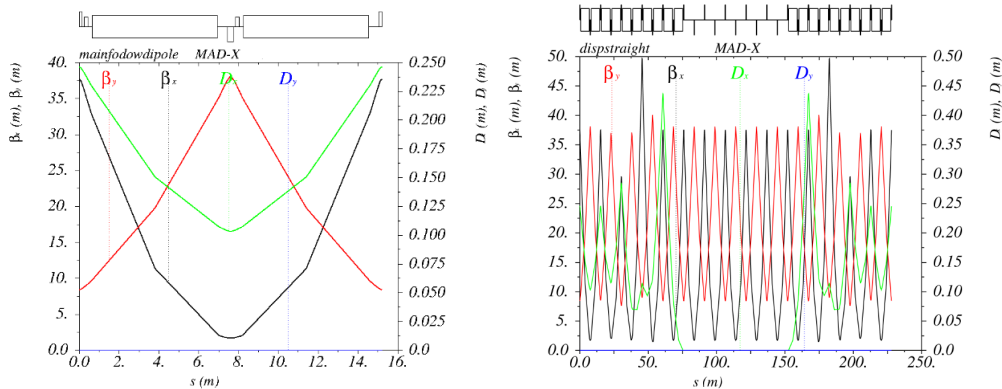 mainfodowdipole MAD-X
40.
35.
30.
25.
20.
15.
10.
5.
0.0
βx (m), βy (m)
βy
βx
Dx
Dy
0.250
0.225
0.200
0.175
0.150
0.125
0.100
0.075
0.050
0.025
0.0
Dx (m), Dy (m)
0.0 2. 4. 6. 8. 10. 12. 14. 16.
s (m)
dispstraight MAD-X
50.
45.
40.
35.
30.
25.
20.
15.
10.
5.
0.0
βx (m), βy (m)
βy
βx
Dx
Dy
0.50
0.45
0.40
0.35
0.30
0.25
0.20
0.15
0.10
0.05
0.0
Dx (m), Dy (m)
0.0 50. 100. 150. 200. 250.
s (m)